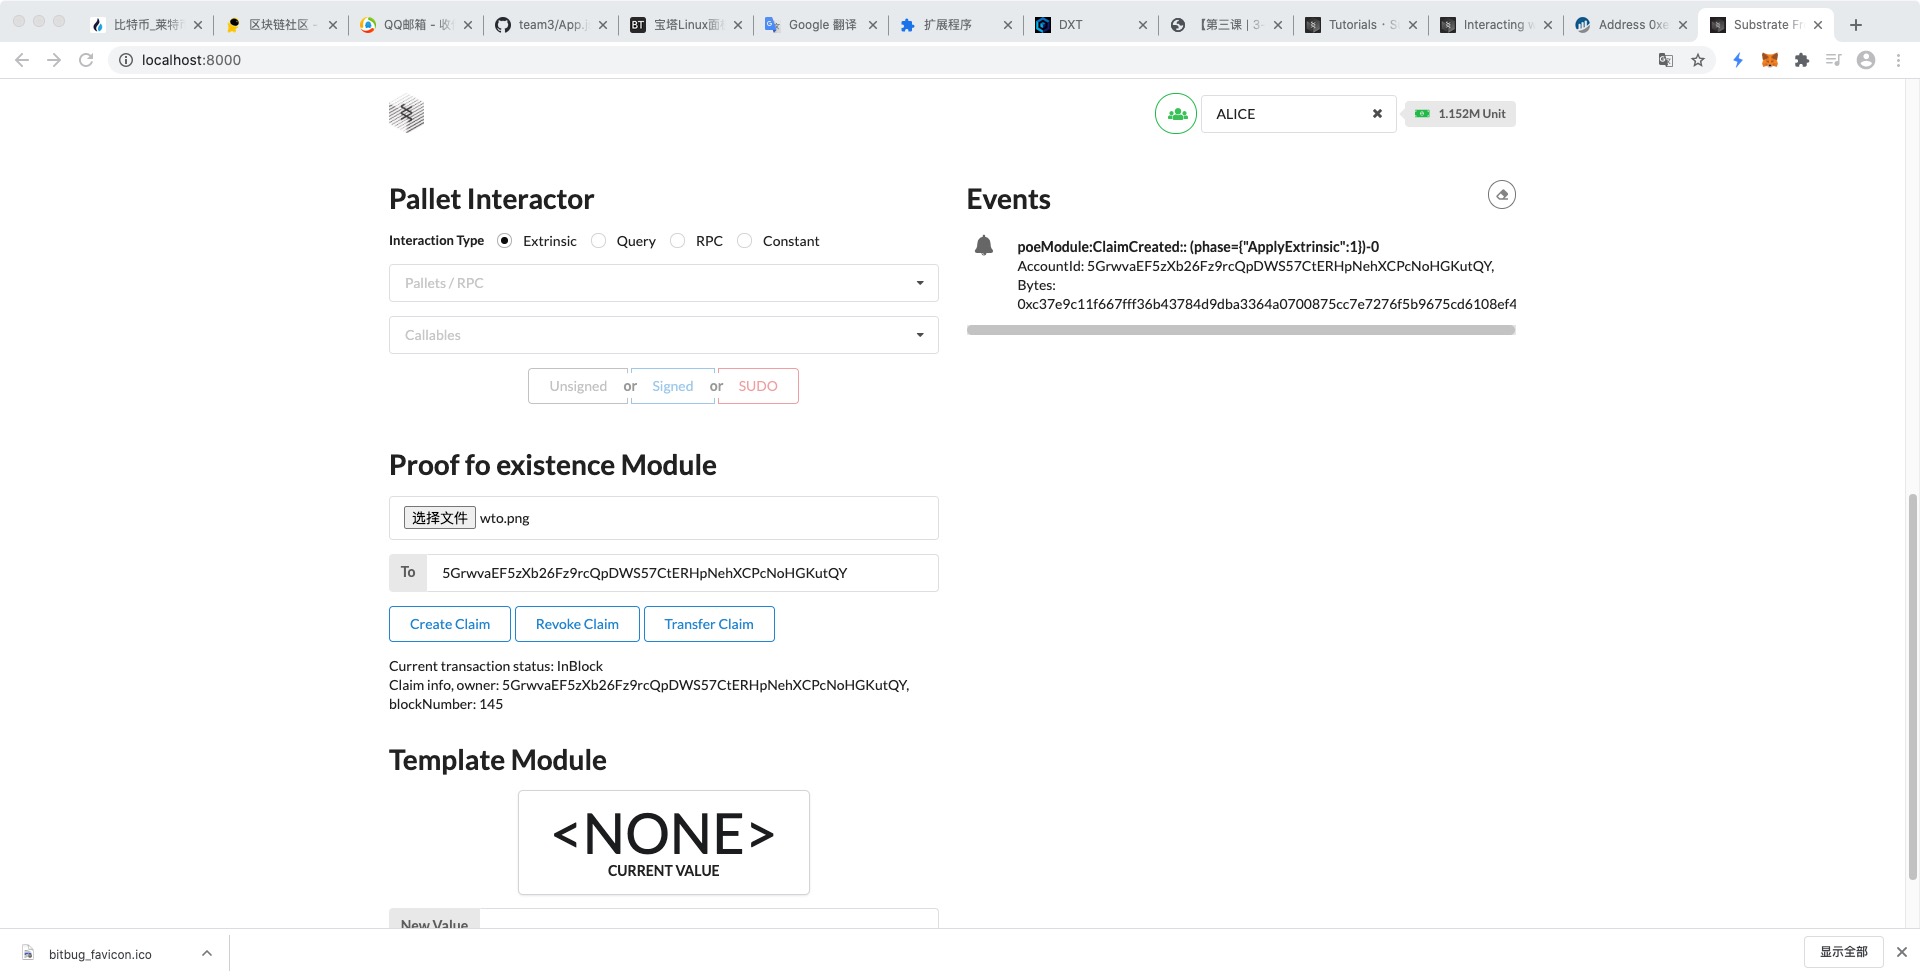 比特币_莱特
区块链社区 -
QQ邮箱 - 收
team3/App.j
宝塔Linux面
Google 翻译
扩展程序
DXT
【第三课 | 3-
Tutorials · S
Interacting w
Address 0xe
Substrate Fr
localhost:8000
ALICE
1.152M Unit
Pallet Interactor
Interaction Type Extrinsic Query RPC Constant
Pallets / RPC
Callables
Unsigned or Signed or SUDO
Events
poeModule:ClaimCreated:: (phase={"ApplyExtrinsic":1})-0
AccountId: 5GrwvaEF5zXb26Fz9rcQpDWS57CtERHpNehXCPcNoHGKutQY,
Bytes:
0xc37e9c11f667fff36b43784d9dba3364a0700875cc7e7276f5b9675cd6108ef4
Proof fo existence Module
选择文件 wto.png
To 5GrwvaEF5zXb26Fz9rcQpDWS57CtERHpNehXCPcNoHGKutQY
Create Claim Revoke Claim Transfer Claim
Current transaction status: InBlock
Claim info, owner: 5GrwvaEF5zXb26Fz9rcQpDWS57CtERHpNehXCPcNoHGKutQY,
blockNumber: 145
Template Module
<NONE>
CURRENT VALUE
New Value
bitbug_favicon.ico
显示全部